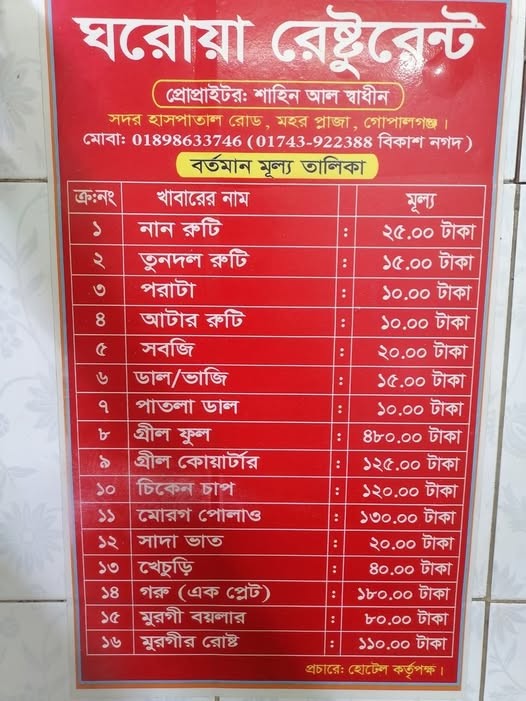 ঘরোয়া রেষ্টুরেন্ট
প্রোপ্রাইটর: শাহিন আল স্বাধীন
সদর হাসপাতাল রোড, মহর প্লাজা, গোপালগঞ্জ।
মোবা: 01898633746 (01743-922388 বিকাশ নগদ)
বর্তমান মূল্য তালিকা
ক্র:নং খাবারের নাম মূল্য
১ নান রুটি : ২৫.০০ টাকা
২ তুনদল রুটি : ১৫.০০ টাকা
৩ পরাটা : ১০.০০ টাকা
৪ আটার রুটি : ১০.০০ টাকা
৫ সবজি : ২০.০০ টাকা
৬ ডাল/ভাজি : ১৫.০০ টাকা
৭ পাতলা ডাল : ১০.০০ টাকা
৮ গ্রীল ফুল : ৪৮০.০০ টাকা
৯ গ্রীল কোয়ার্টার : ১২৫.০০ টাকা
১০ চিকেন চাপ : ১২০.০০ টাকা
১১ মোরগ পোলাও : ১৩০.০০ টাকা
১২ সাদা ভাত : ২০.০০ টাকা
১৩ খেচুড়ি : ৪০.০০ টাকা
১৪ গরু (এক প্লেট) : ১৮০.০০ টাকা
১৫ মুরগী বয়লার : ৮০.০০ টাকা
১৬ মুরগীর রোষ্ট : ১১০.০০ টাকা
প্রচারে: হোটেল কর্তৃপক্ষ।